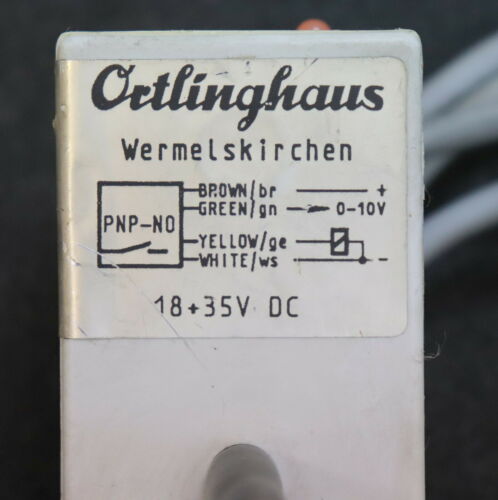 Ortlinghaus
Wermelskirchen
BROWN/br +
GREEN/gn 0-10V
PNP-NO
YELLOW/ge
WHITE/ws -
18+35V DC